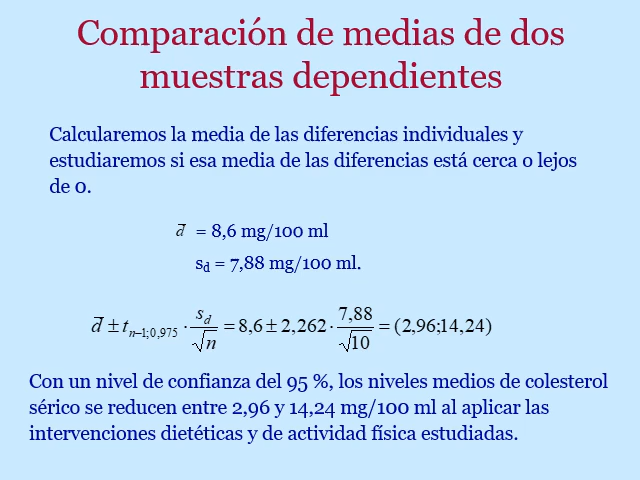 Comparación de medias de dos
muestras dependientes
Calcularemos la media de las diferencias individuales y
estudiaremos si esa media de las diferencias está cerca o lejos
de 0.
d̅ = 8,6 mg/100 ml
s_d = 7,88 mg/100 ml.
d̅ ± t_{n−1;0,975} · s_d/√n = 8,6 ± 2,262 · 7,88/√10 = (2,96;14,24)
Con un nivel de confianza del 95 %, los niveles medios de colesterol
sérico se reducen entre 2,96 y 14,24 mg/100 ml al aplicar las
intervenciones dietéticas y de actividad física estudiadas.